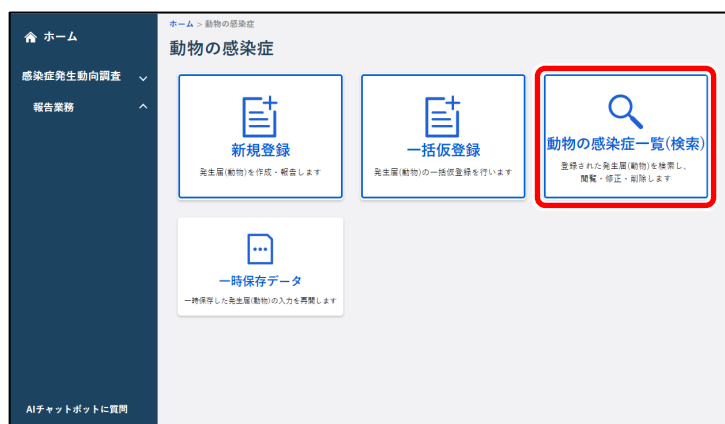 ホーム
感染症発生動向調査
報告業務
AIチャットボットに質問
ホーム > 動物の感染症
動物の感染症
新規登録
発生届(動物)を作成・報告します
一括仮登録
発生届(動物)の一括仮登録を行います
動物の感染症一覧(検索)
登録された発生届(動物)を検索し、
閲覧・修正・削除します
一時保存データ
一時保存した発生届(動物)の入力を再開します